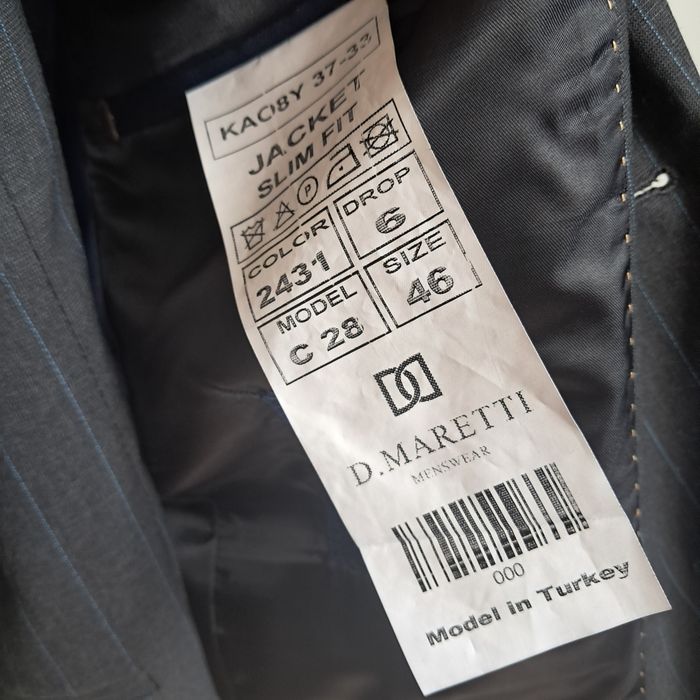 KAO8Y 37-33
JACKET
SLIM FIT
P
COLOR DROP
2431 6
MODEL SIZE
C 28 46
D.MARETTI
MENSWEAR
000
Model in Turkey